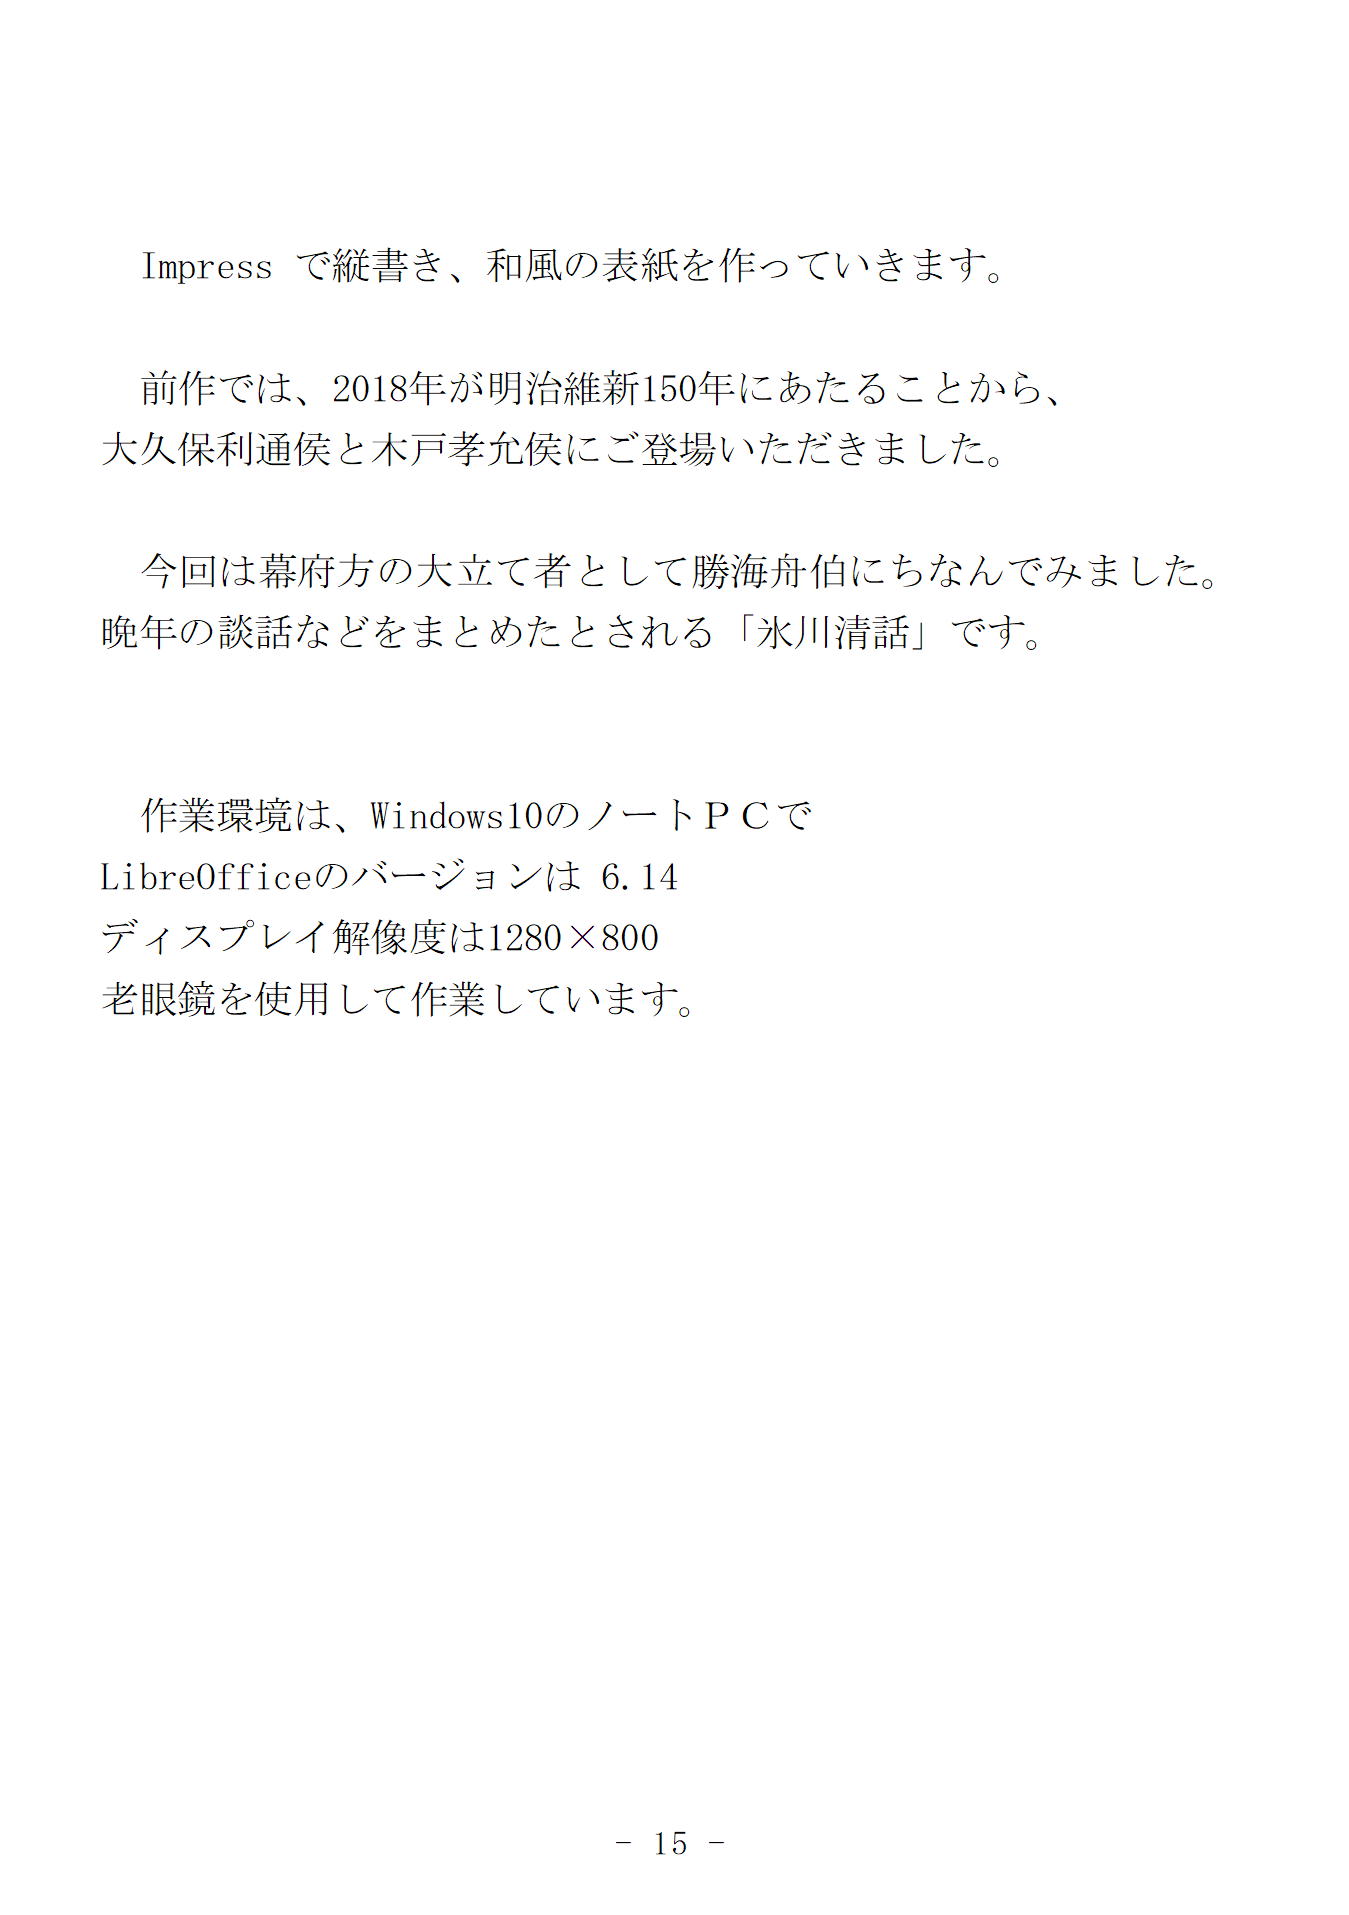 Impress で縦書き、和風の表紙を作っていきます。
　前作では、2018年が明治維新150年にあたることから、
大久保利通侯と木戸孝允侯にご登場いただきました。
　今回は幕府方の大立て者として勝海舟伯にちなんでみました。
晩年の談話などをまとめたとされる「氷川清話」です。
　作業環境は、Windows10のノートＰＣで
LibreOfficeのバージョンは 6.14
ディスプレイ解像度は1280×800
老眼鏡を使用して作業しています。
- 15 -